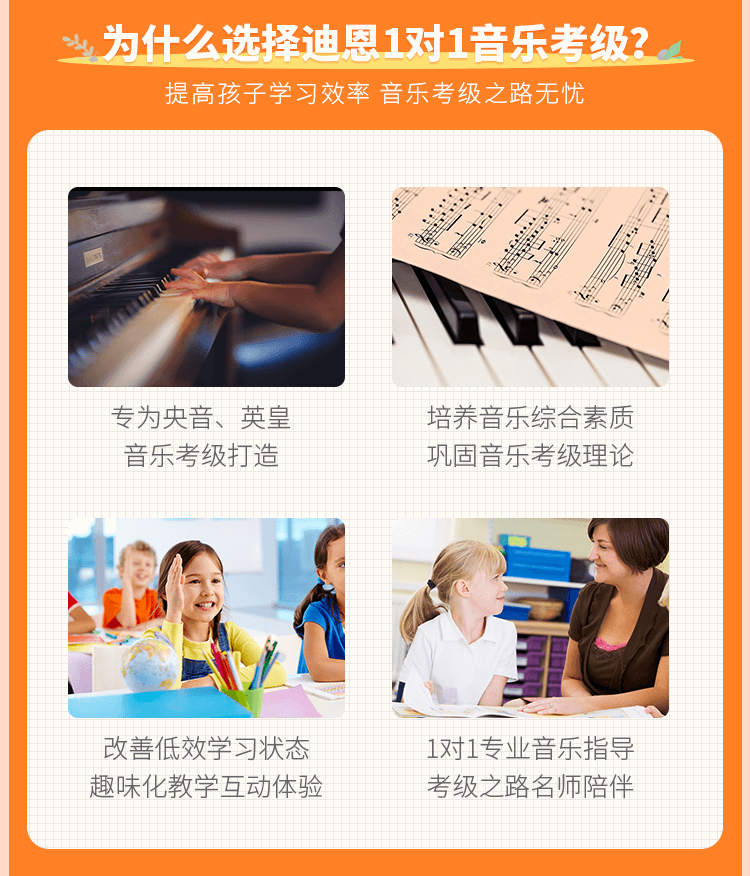 为什么选择迪恩1对1音乐考级？
提高孩子学习效率 音乐考级之路无忧
专为央音、英皇
音乐考级打造
培养音乐综合素质
巩固音乐考级理论
改善低效学习状态
趣味化教学互动体验
1对1专业音乐指导
考级之路名师陪伴